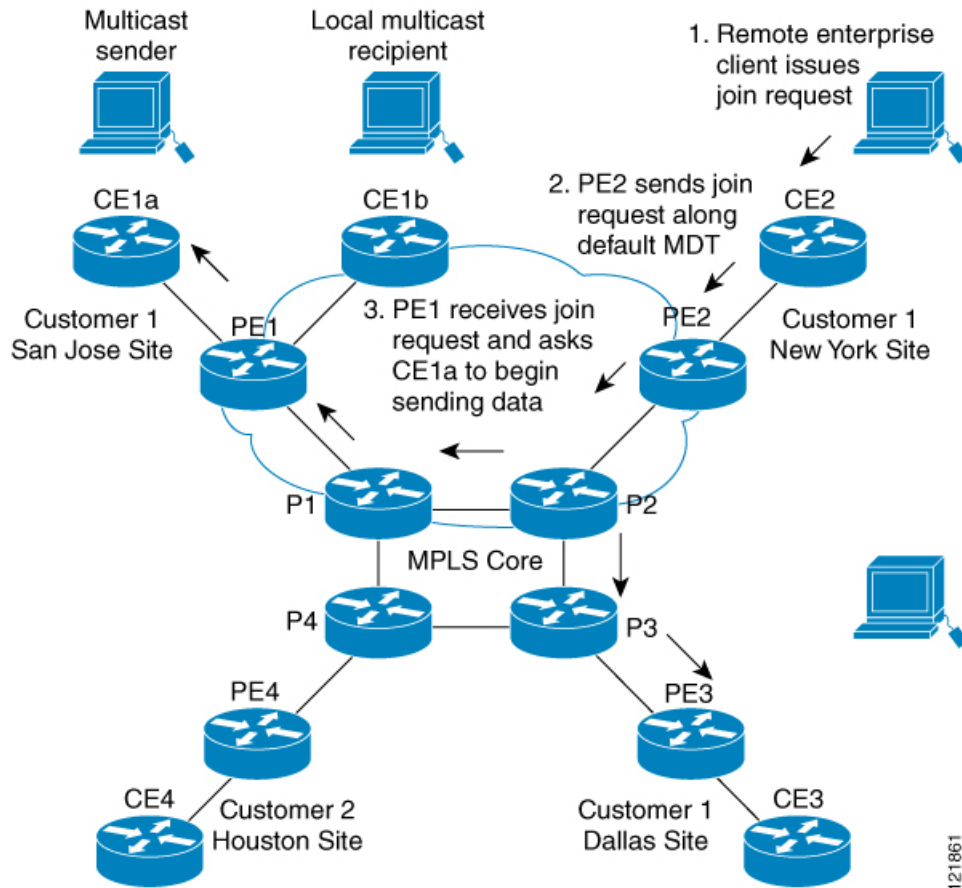 Multicast
sender
Local multicast
recipient
1. Remote enterprise
client issues
join request
CE1a
CE1b
2. PE2 sends join
request along
default MDT
CE2
Customer 1
San Jose Site
PE1
3. PE1 receives join
request and asks
CE1a to begin
sending data
PE2
Customer 1
New York Site
P1
P2
MPLS Core
P4
P3
PE4
PE3
CE4
Customer 2
Houston Site
Customer 1
Dallas Site
CE3
121861